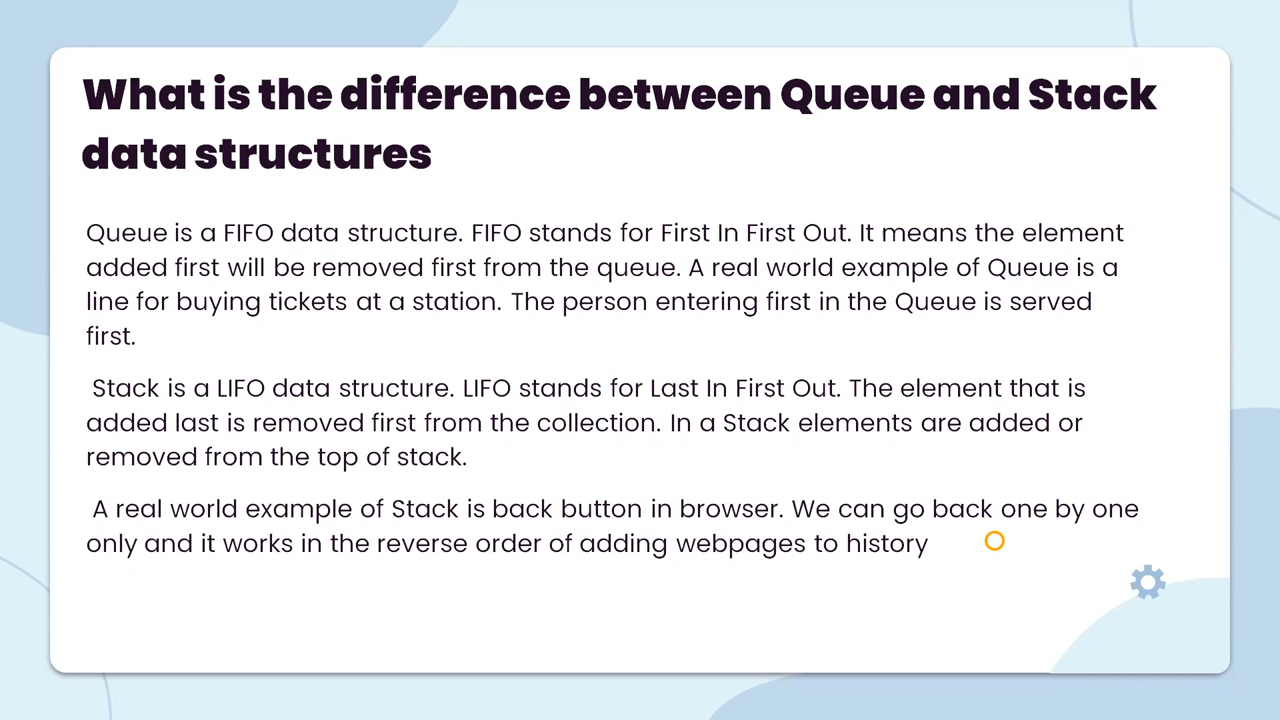 What is the difference between Queue and Stack
data structures
Queue is a FIFO data structure. FIFO stands for First In First Out. It means the element
added first will be removed first from the queue. A real world example of Queue is a
line for buying tickets at a station. The person entering first in the Queue is served
first.
Stack is a LIFO data structure. LIFO stands for Last In First Out. The element that is
added last is removed first from the collection. In a Stack elements are added or
removed from the top of stack.
A real world example of Stack is back button in browser. We can go back one by one
only and it works in the reverse order of adding webpages to history